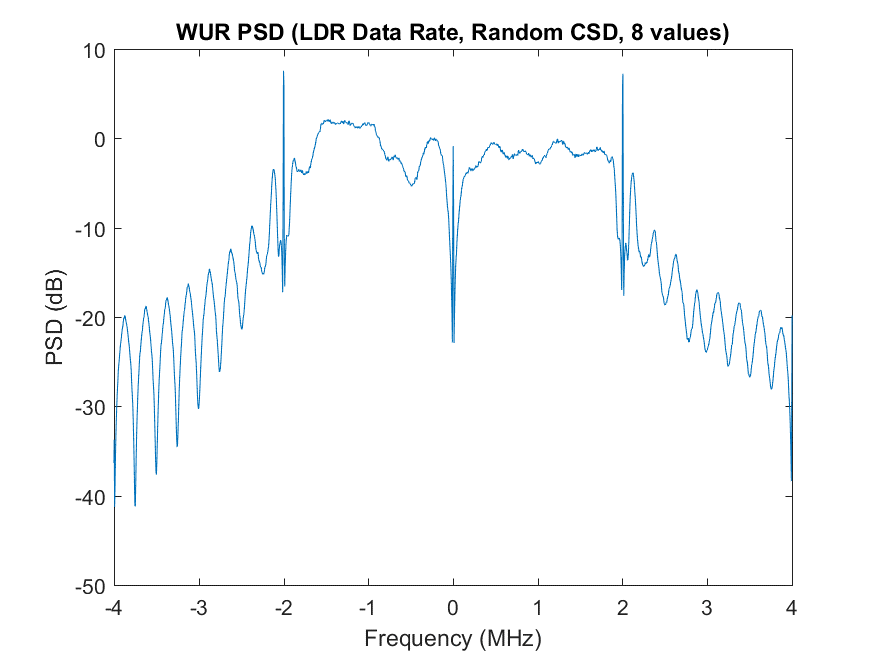 WUR PSD (LDR Data Rate, Random CSD, 8 values)
10
0
-10
-20
-30
-40
-50
PSD (dB)
-4 -3 -2 -1 0 1 2 3 4
Frequency (MHz)